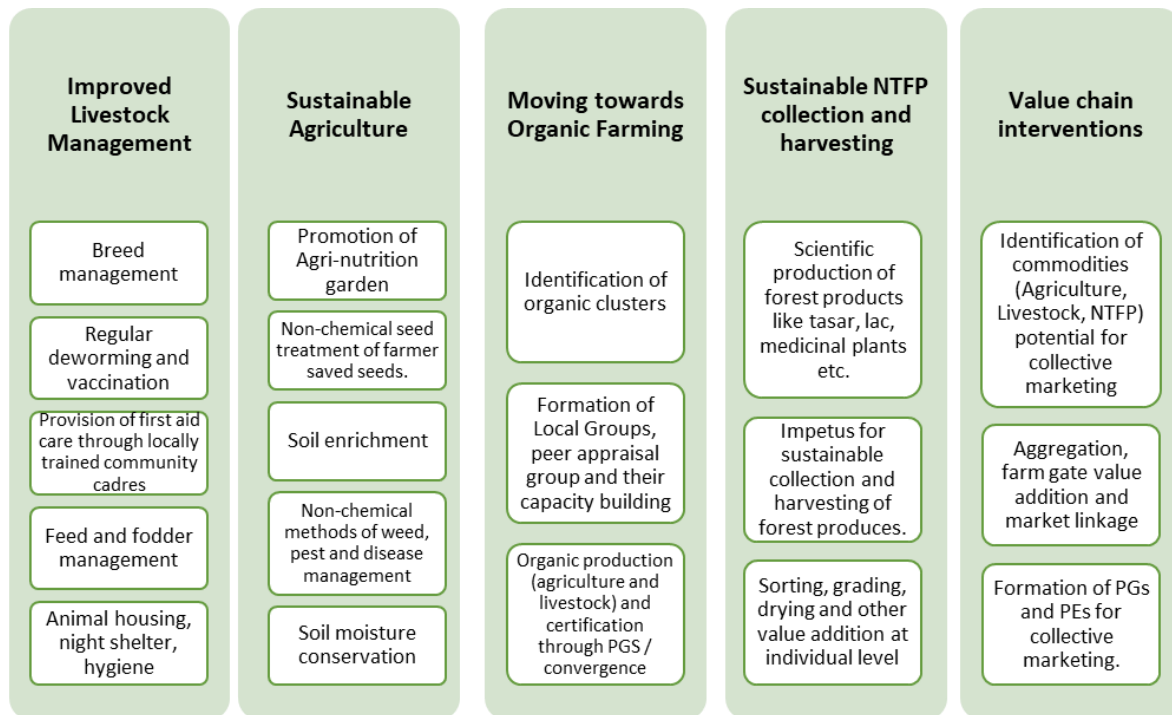 Improved
Livestock
Management
Breed
management
Regular
deworming and
vaccination
Provision of first aid
care through locally
trained community
cadres
Feed and fodder
management
Animal housing,
night shelter,
hygiene
Sustainable
Agriculture
Promotion of
Agri-nutrition
garden
Non-chemical seed
treatment of farmer
saved seeds.
Soil enrichment
Non-chemical
methods of weed,
pest and disease
management
Soil moisture
conservation
Moving towards
Organic Farming
Identification of
organic clusters
Formation of
Local Groups,
peer appraisal
group and their
capacity building
Organic production
(agriculture and
livestock) and
certification
through PGS /
convergence
Sustainable NTFP
collection and
harvesting
Scientific
production of
forest products
like tasar, lac,
medicinal plants
etc.
Impetus for
sustainable
collection and
harvesting of
forest produces.
Sorting, grading,
drying and other
value addition at
individual level
Value chain
interventions
Identification of
commodities
(Agriculture,
Livestock, NTFP)
potential for
collective
marketing
Aggregation,
farm gate value
addition and
market linkage
Formation of PGs
and PEs for
collective
marketing.